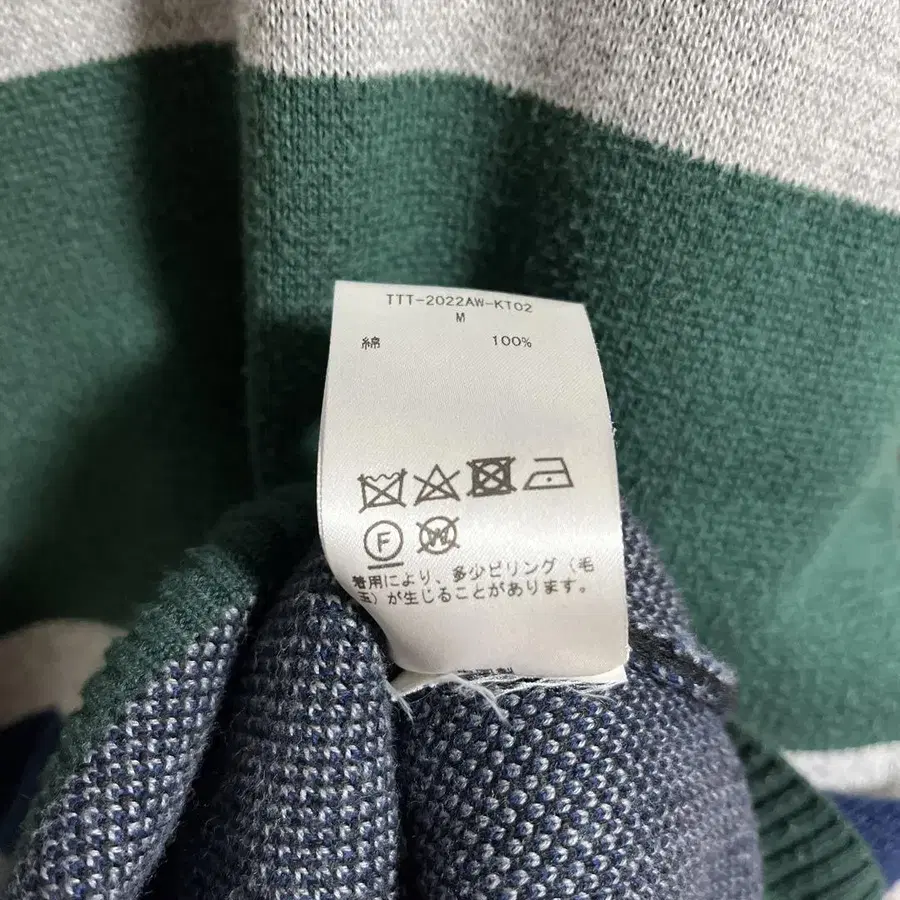 TTT-2022AW-KT02
M
綿 100%
F
W
着用により、多少ピリング（毛
玉）が生じることがあります。